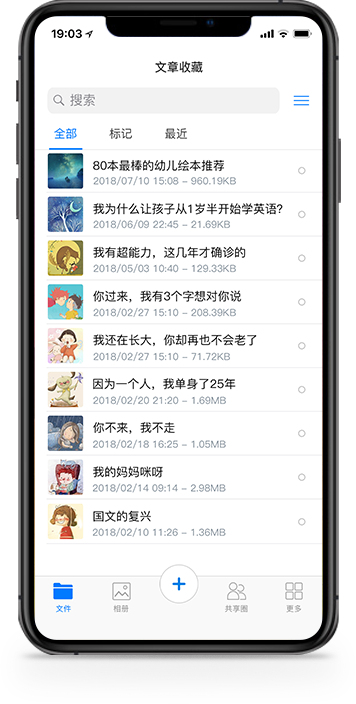 19:03
文章收藏
搜索
全部 标记 最近
80本最棒的幼儿绘本推荐
2018/07/10 15:08 - 960.19KB
我为什么让孩子从1岁半开始学英语?
2018/06/09 22:45 - 21.69KB
我有超能力，这几年才确诊的
2018/05/03 10:40 - 129.33KB
你过来，我有3个字想对你说
2018/02/27 15:10 - 208.39KB
我还在长大，你却再也不会老了
2018/02/27 15:10 - 71.72KB
因为一个人，我单身了25年
2018/02/20 21:20 - 1.69MB
你不来，我不走
2018/02/18 16:25 - 1.05MB
我的妈妈咪呀
2018/02/14 09:14 - 2.98MB
国文的复兴
2018/02/10 11:26 - 1.36MB
文件 相册 共享圈 更多